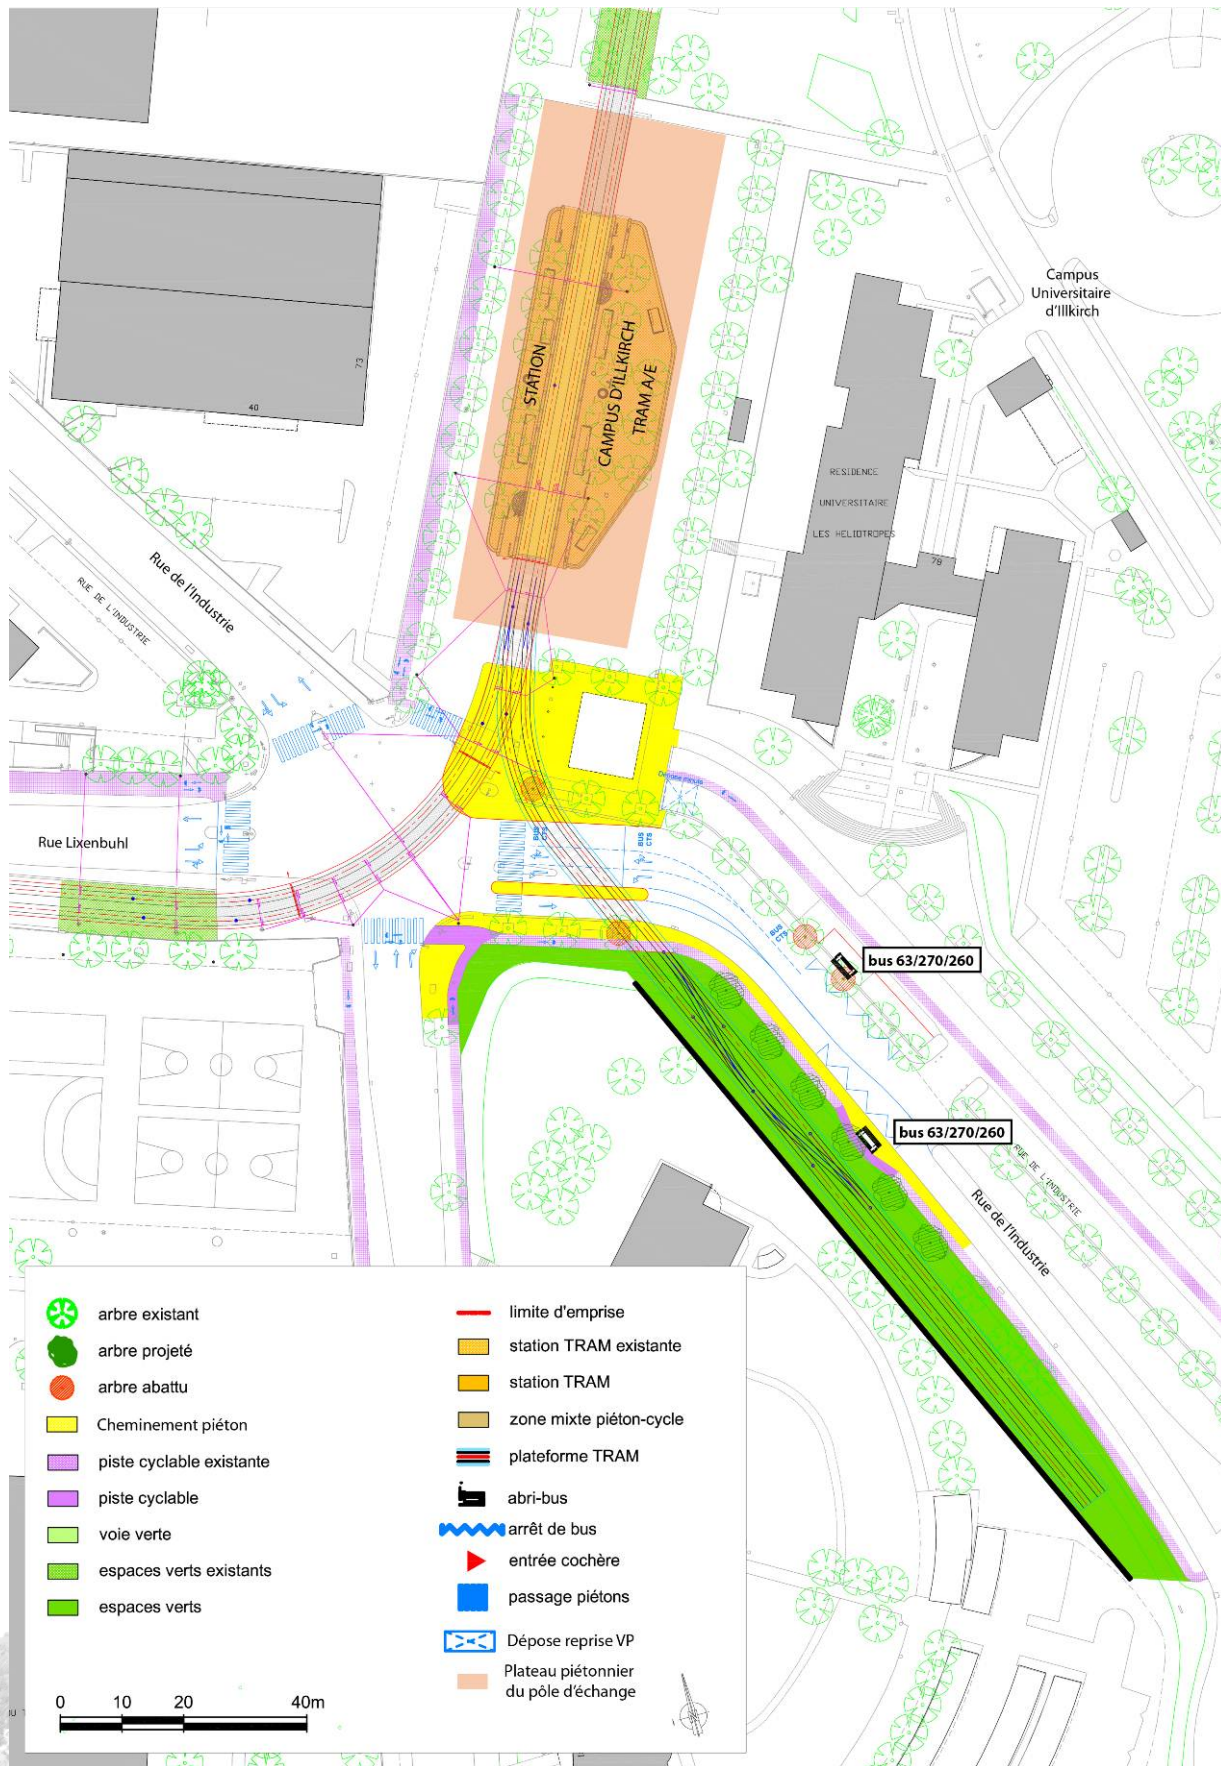 Campus
Universitaire
d'Illkirch
STATION
CAMPUS D'ILLKIRCH
TRAM A/E
73
40
RESIDENCE
UNIVERSITAIRE
LES HELIOTROPES
78
Rue de l'Industrie
RUE DE L'INDUSTRIE
Rue Lixenbuhl
BUS
CTS
BUS
CTS
BUS
CTS
bus 63/270/260
bus 63/270/260
RUE DE L'INDUSTRIE
Rue de l'Industrie
arbre existant
arbre projeté
arbre abattu
Cheminement piéton
piste cyclable existante
piste cyclable
voie verte
espaces verts existants
espaces verts
limite d'emprise
station TRAM existante
station TRAM
zone mixte piéton-cycle
plateforme TRAM
abri-bus
arrêt de bus
entrée cochère
passage piétons
Dépose reprise VP
Plateau piétonnier
du pôle d'échange
0 10 20 40m